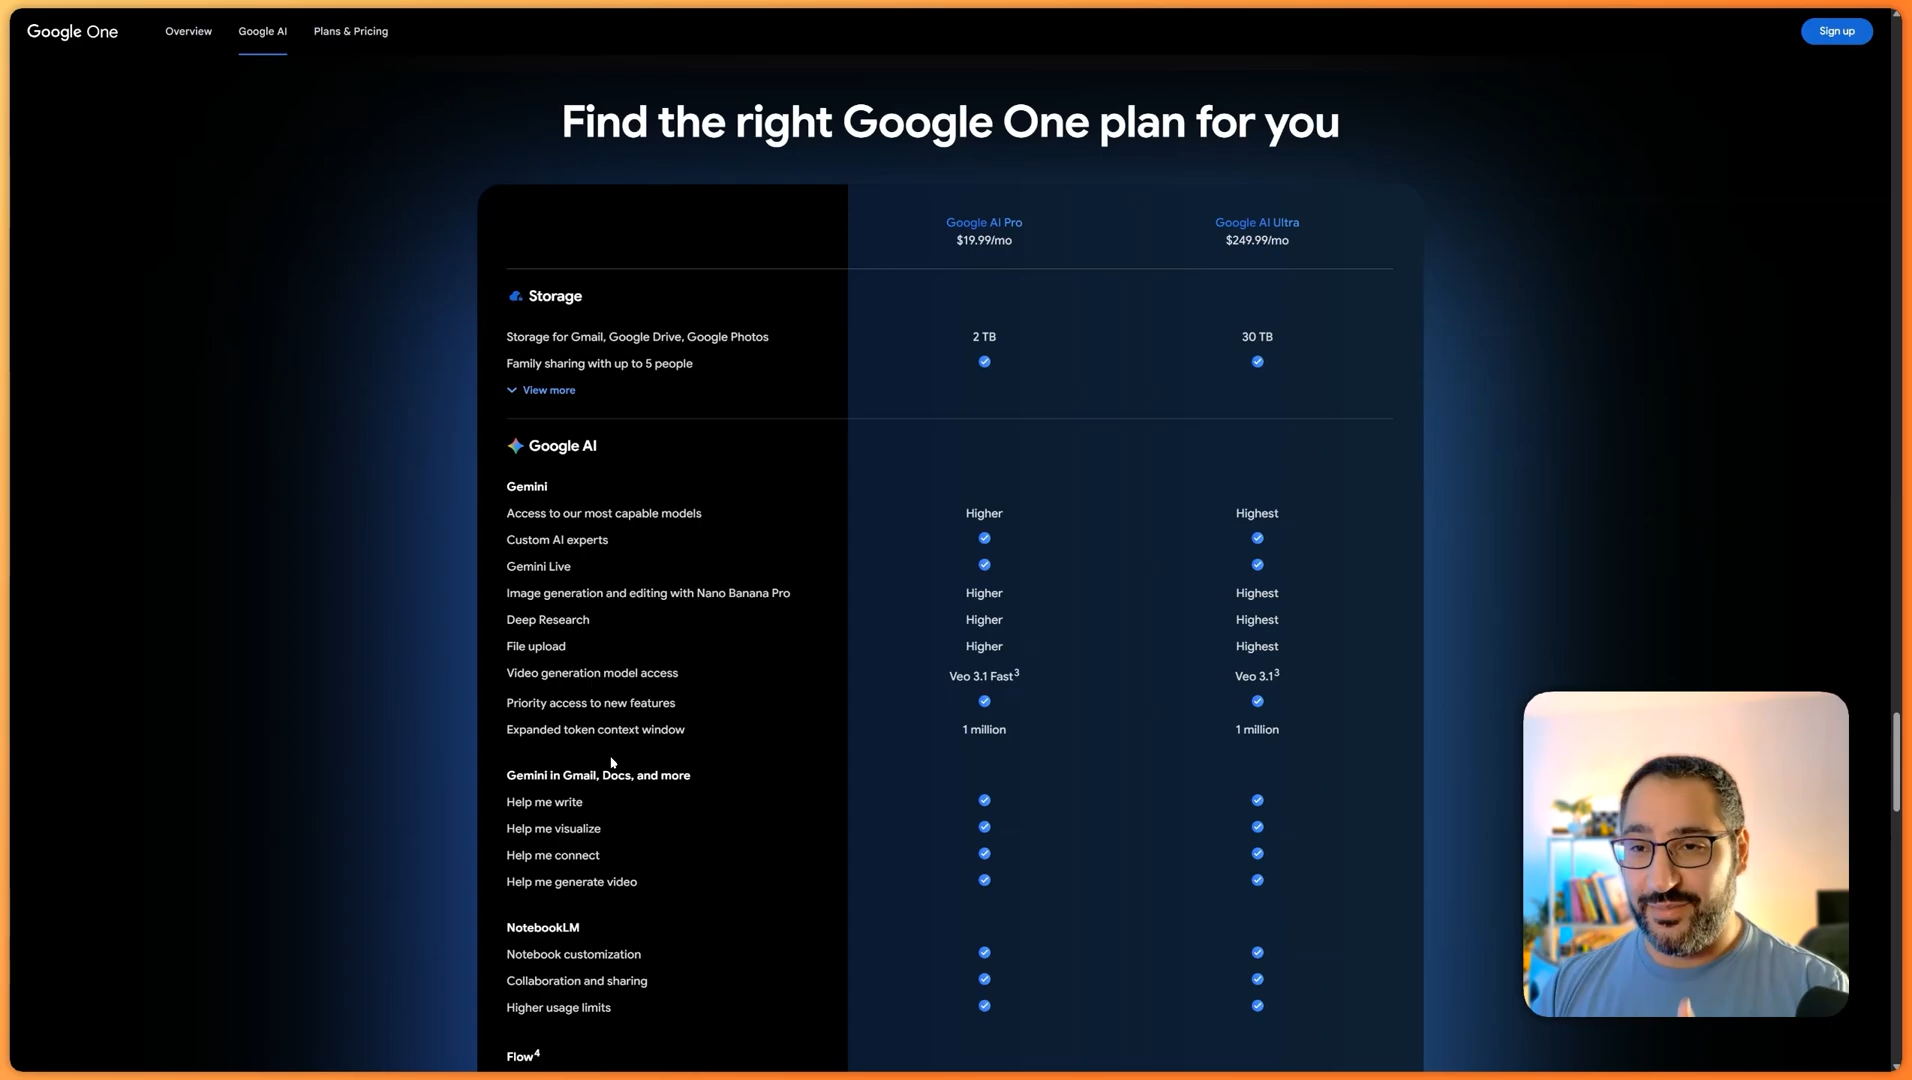 Google One
Overview
Google AI
Plans & Pricing
Sign up
Find the right Google One plan for you
Google AI Pro
$19.99/mo
Google AI Ultra
$249.99/mo
Storage
Storage for Gmail, Google Drive, Google Photos 2 TB 30 TB
Family sharing with up to 5 people
View more
Google AI
Gemini
Access to our most capable models Higher Highest
Custom AI experts
Gemini Live
Image generation and editing with Nano Banana Pro Higher Highest
Deep Research Higher Highest
File upload Higher Highest
Video generation model access Veo 3.1 Fast³ Veo 3.1³
Priority access to new features
Expanded token context window 1 million 1 million
Gemini in Gmail, Docs, and more
Help me write
Help me visualize
Help me connect
Help me generate video
NotebookLM
Notebook customization
Collaboration and sharing
Higher usage limits
Flow⁴